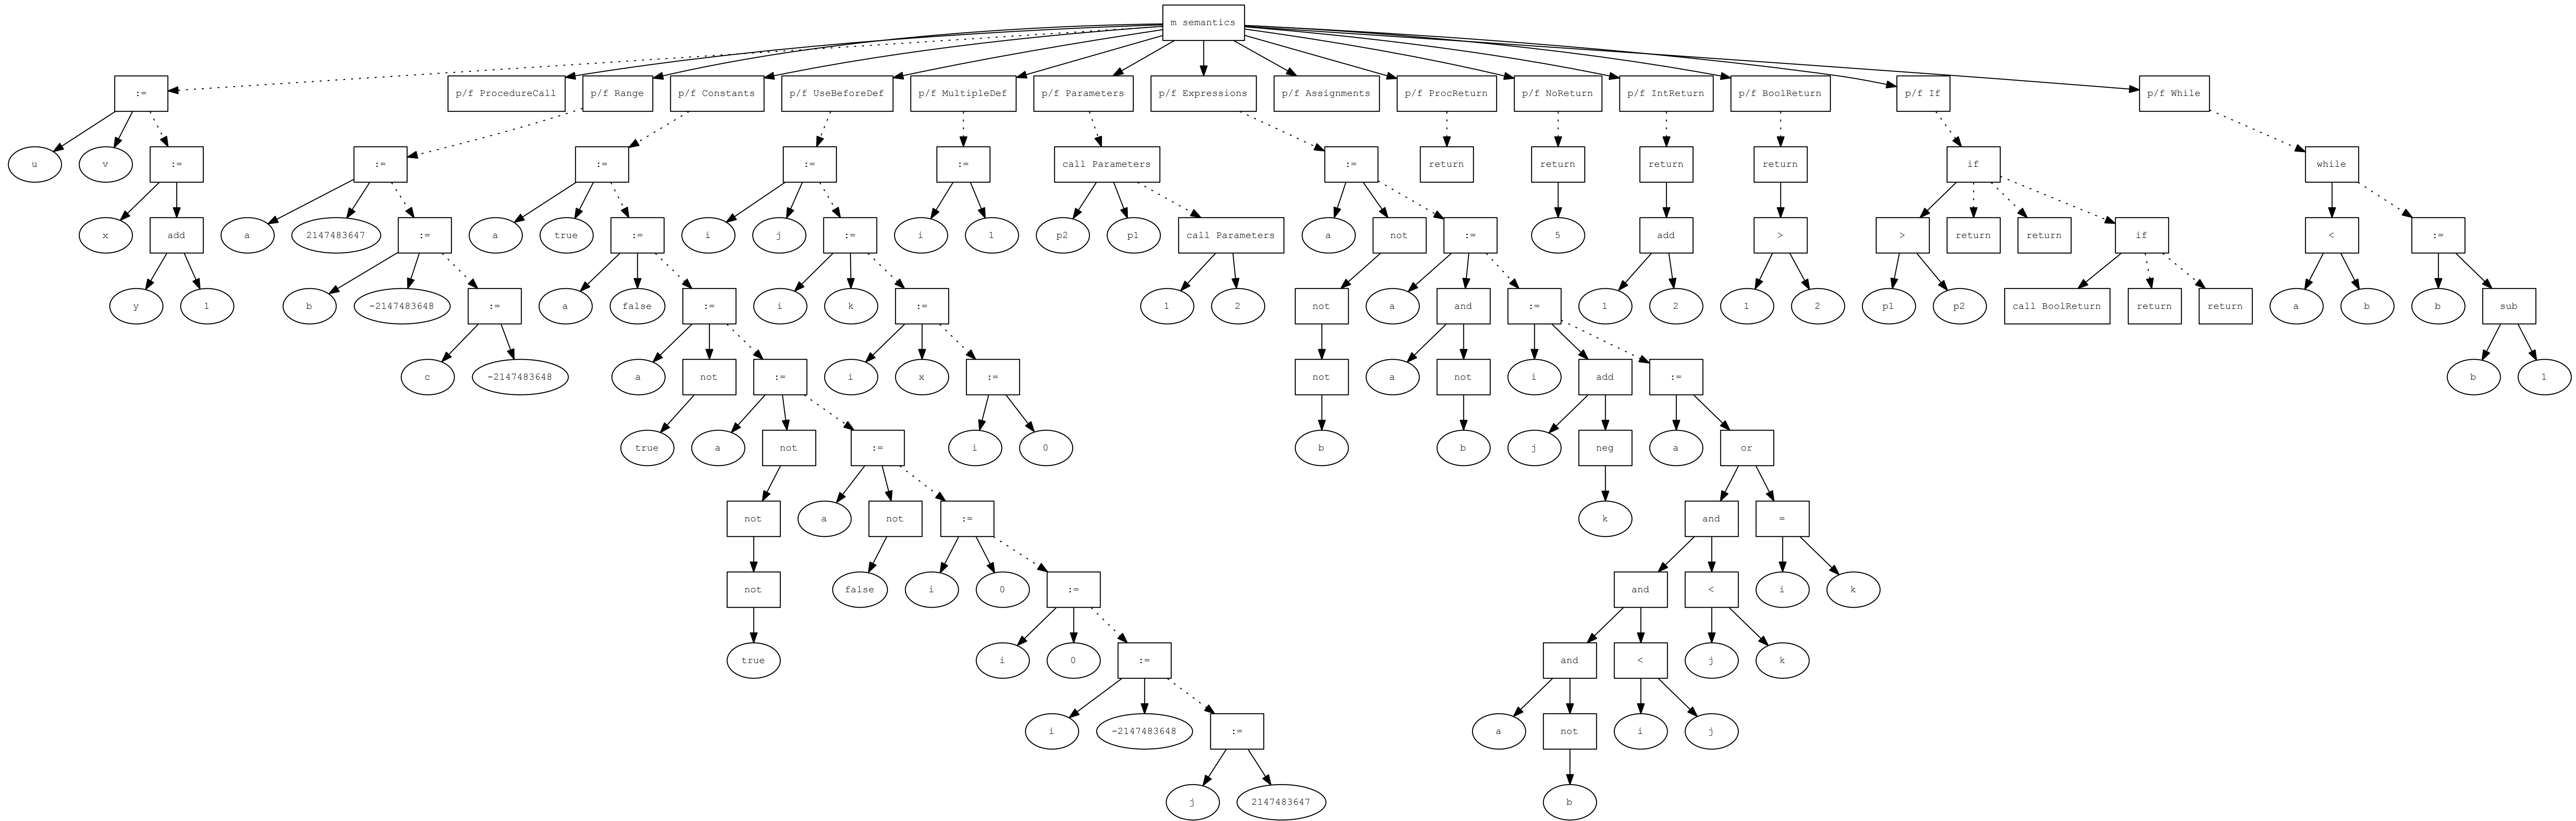 m semantics
:= p/f ProcedureCall p/f Range p/f Constants p/f UseBeforeDef p/f MultipleDef p/f Parameters p/f Expressions p/f Assignments p/f ProcReturn p/f NoReturn p/f IntReturn p/f BoolReturn p/f If p/f While
u v := := := := := call Parameters := return return return return if while
x add a 2147483647 := a true := i j := i 1 p2 p1 call Parameters a not := 5 add > > return return if < :=
y 1 b -2147483648 := a false := i k := 1 2 not a and := 1 2 1 2 p1 p2 call BoolReturn return return a b b sub
c -2147483648 a not := i x := not a not i add := b 1
true a not := i 0 b b j neg a or
not a not := k and =
not false i 0 := and < i k
true i 0 := and < j k
i -2147483648 := a not i j
j 2147483647 b